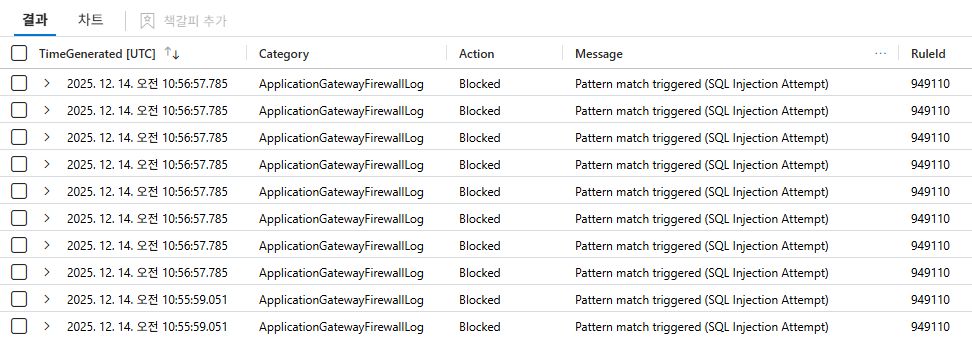 결과 차트 책갈피 추가
TimeGenerated [UTC] ↑↓ Category Action Message ··· RuleId
2025. 12. 14. 오전 10:56:57.785 ApplicationGatewayFirewallLog Blocked Pattern match triggered (SQL Injection Attempt) 949110
2025. 12. 14. 오전 10:56:57.785 ApplicationGatewayFirewallLog Blocked Pattern match triggered (SQL Injection Attempt) 949110
2025. 12. 14. 오전 10:56:57.785 ApplicationGatewayFirewallLog Blocked Pattern match triggered (SQL Injection Attempt) 949110
2025. 12. 14. 오전 10:56:57.785 ApplicationGatewayFirewallLog Blocked Pattern match triggered (SQL Injection Attempt) 949110
2025. 12. 14. 오전 10:56:57.785 ApplicationGatewayFirewallLog Blocked Pattern match triggered (SQL Injection Attempt) 949110
2025. 12. 14. 오전 10:56:57.785 ApplicationGatewayFirewallLog Blocked Pattern match triggered (SQL Injection Attempt) 949110
2025. 12. 14. 오전 10:56:57.785 ApplicationGatewayFirewallLog Blocked Pattern match triggered (SQL Injection Attempt) 949110
2025. 12. 14. 오전 10:56:57.785 ApplicationGatewayFirewallLog Blocked Pattern match triggered (SQL Injection Attempt) 949110
2025. 12. 14. 오전 10:55:59.051 ApplicationGatewayFirewallLog Blocked Pattern match triggered (SQL Injection Attempt) 949110
2025. 12. 14. 오전 10:55:59.051 ApplicationGatewayFirewallLog Blocked Pattern match triggered (SQL Injection Attempt) 949110